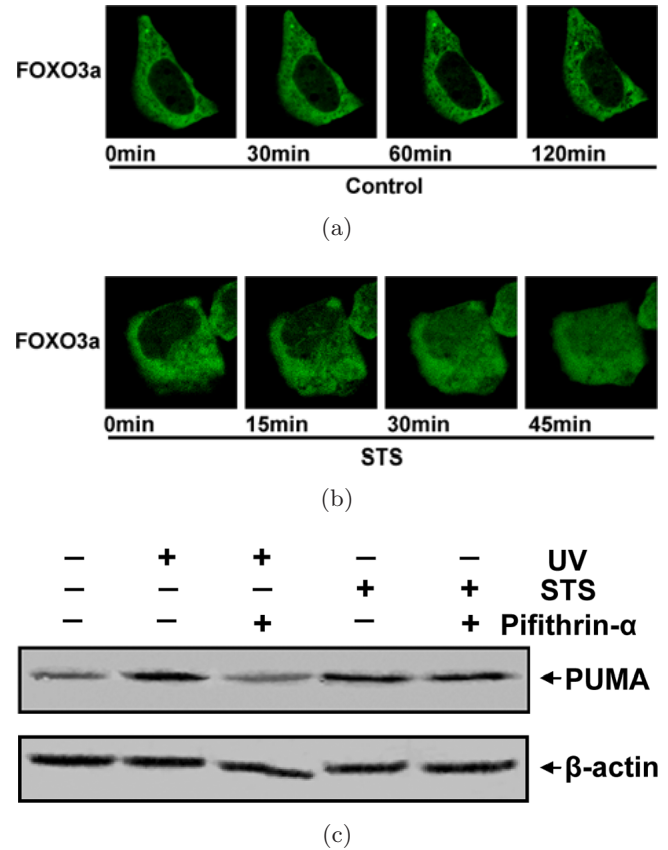 FOXO3a
0min 30min 60min 120min
Control
(a)
FOXO3a
0min 15min 30min 45min
STS
(b)
− + + − − UV
− − − + + STS
− − + − + Pifithrin-α
PUMA
β-actin
(c)